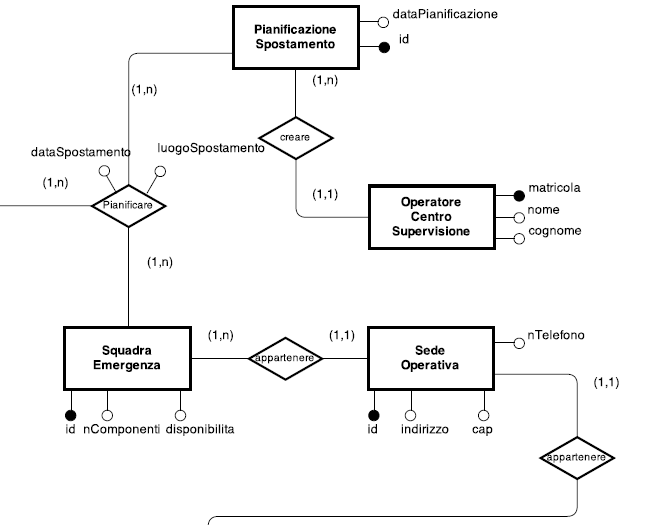 Pianificazione
Spostamento
dataPianificazione
id
(1,n)
(1,n)
creare
dataSpostamento
luogoSpostamento
(1,n)
Pianificare
(1,1)
Operatore
Centro
Supervisione
matricola
nome
cognome
(1,n)
Squadra
Emergenza
(1,n)
appartenere
(1,1)
Sede
Operativa
nTelefono
(1,1)
id
nComponenti
disponibilita
id
indirizzo
cap
appartenere